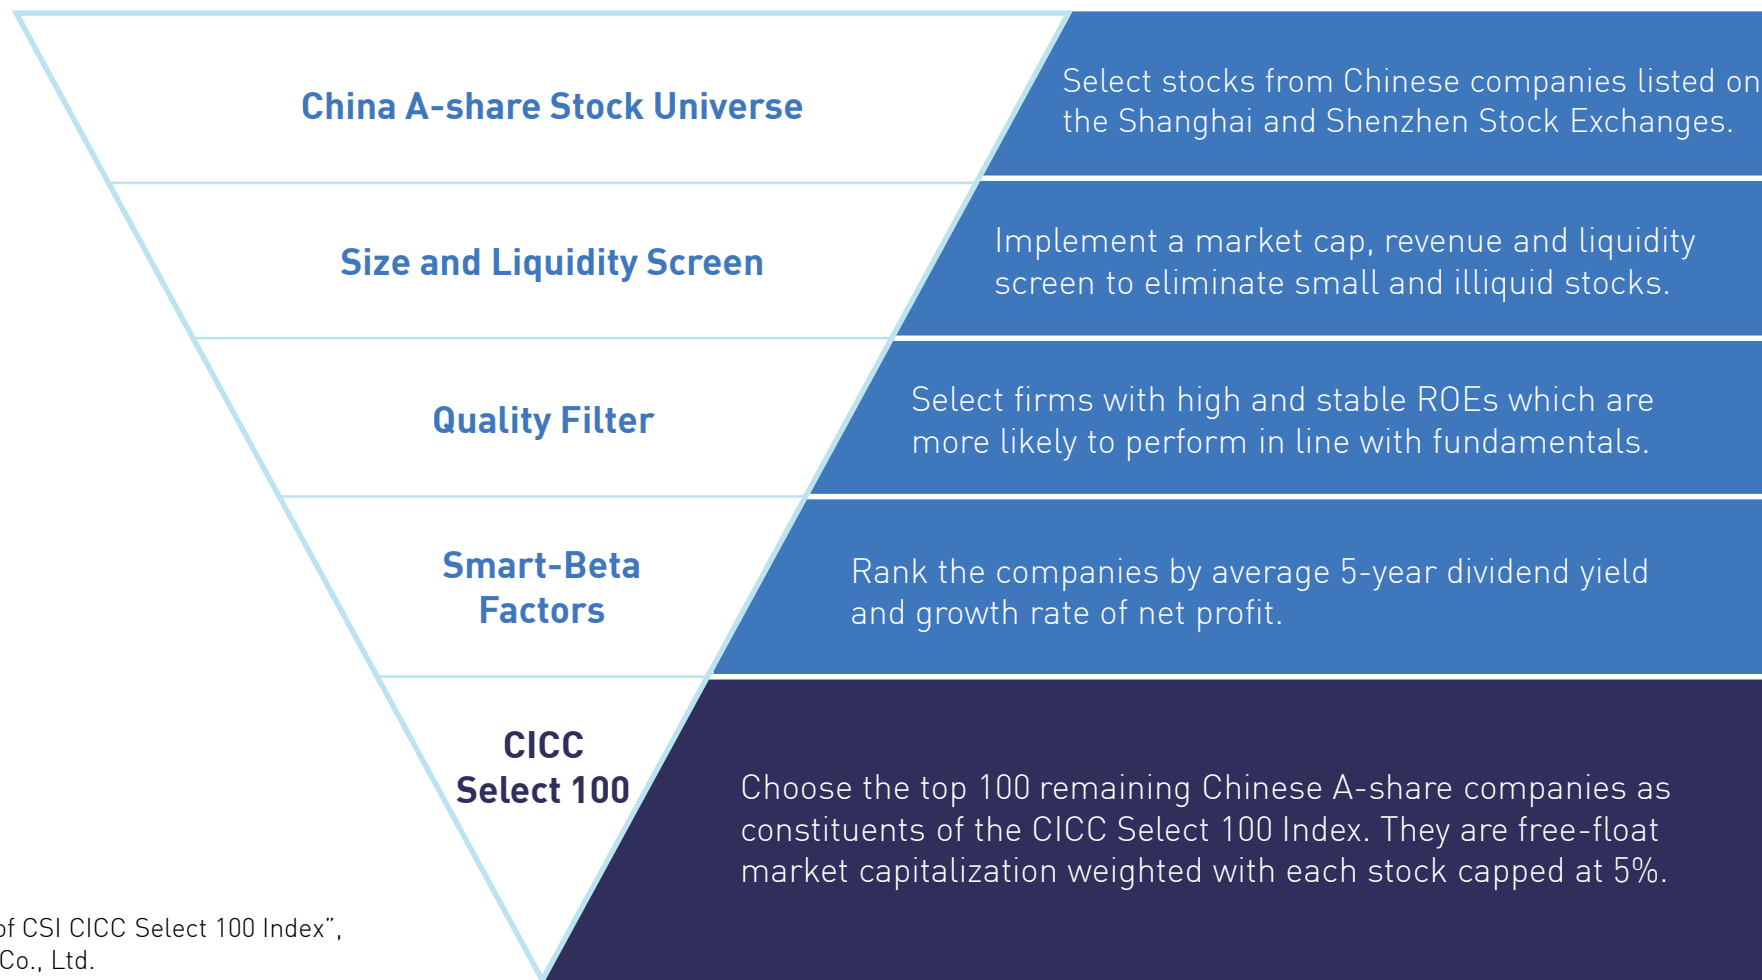 China A-share Stock Universe
Select stocks from Chinese companies listed on
the Shanghai and Shenzhen Stock Exchanges.
Size and Liquidity Screen
Implement a market cap, revenue and liquidity
screen to eliminate small and illiquid stocks.
Quality Filter
Select firms with high and stable ROEs which are
more likely to perform in line with fundamentals.
Smart-Beta
Factors
Rank the companies by average 5-year dividend yield
and growth rate of net profit.
CICC
Select 100
Choose the top 100 remaining Chinese A-share companies as
constituents of the CICC Select 100 Index. They are free-float
market capitalization weighted with each stock capped at 5%.
of CSI CICC Select 100 Index”,
Co., Ltd.